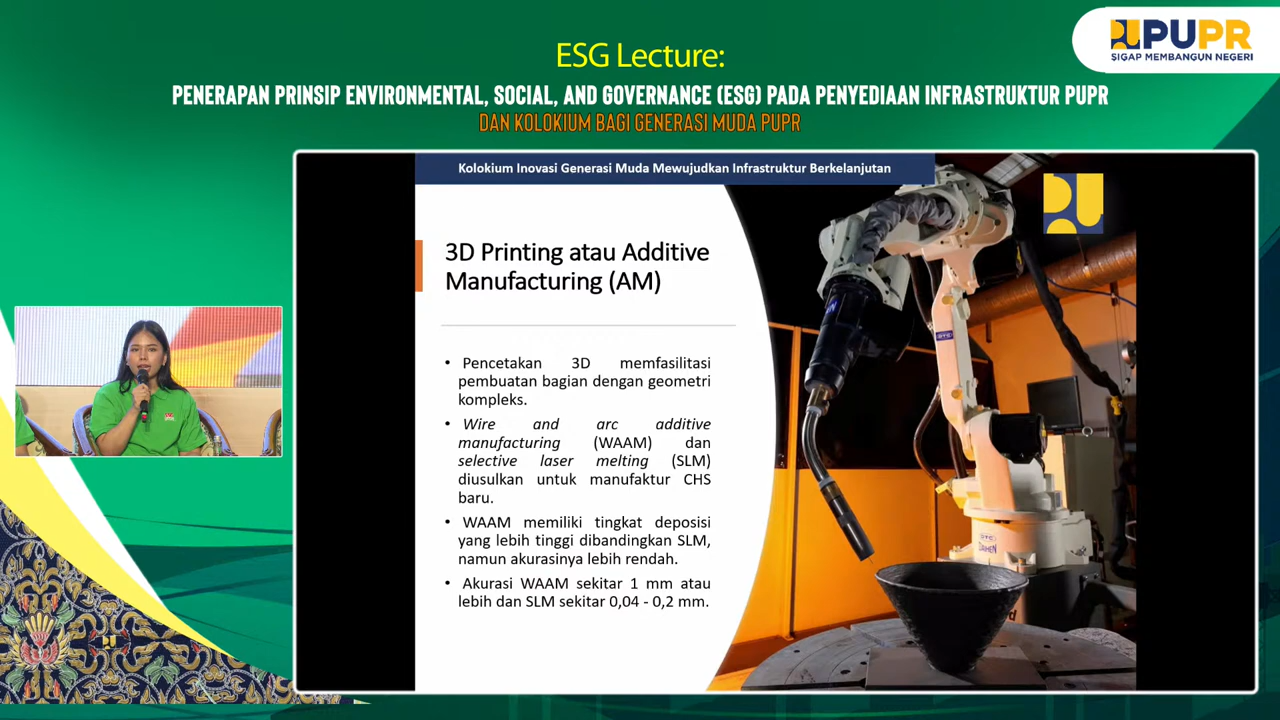 ESG Lecture:
PENERAPAN PRINSIP ENVIRONMENTAL, SOCIAL, AND GOVERNANCE (ESG) PADA PENYEDIAAN INFRASTRUKTUR PUPR
DAN KOLOKIUM BAGI GENERASI MUDA PUPR
PUPR
SIGAP MEMBANGUN NEGERI
Kolokium Inovasi Generasi Muda Mewujudkan Infrastruktur Berkelanjutan
3D Printing atau Additive
Manufacturing (AM)
• Pencetakan 3D memfasilitasi
pembuatan bagian dengan geometri
kompleks.
• Wire and arc additive
manufacturing (WAAM) dan
selective laser melting (SLM)
diusulkan untuk manufaktur CHS
baru.
• WAAM memiliki tingkat deposisi
yang lebih tinggi dibandingkan SLM,
namun akurasinya lebih rendah.
• Akurasi WAAM sekitar 1 mm atau
lebih dan SLM sekitar 0,04 - 0,2 mm.
OTC
DAIHEN